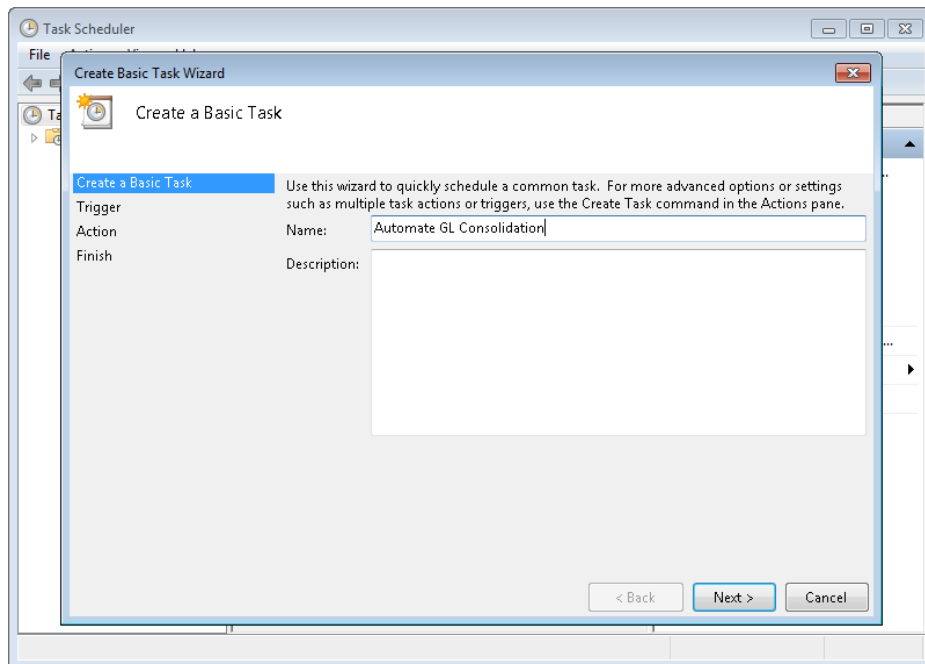 Task Scheduler
File
Create Basic Task Wizard
Create a Basic Task
Create a Basic Task
Trigger
Action
Finish
Use this wizard to quickly schedule a common task. For more advanced options or settings
such as multiple task actions or triggers, use the Create Task command in the Actions pane.
Name: Automate GL Consolidation
Description:
< Back Next > Cancel